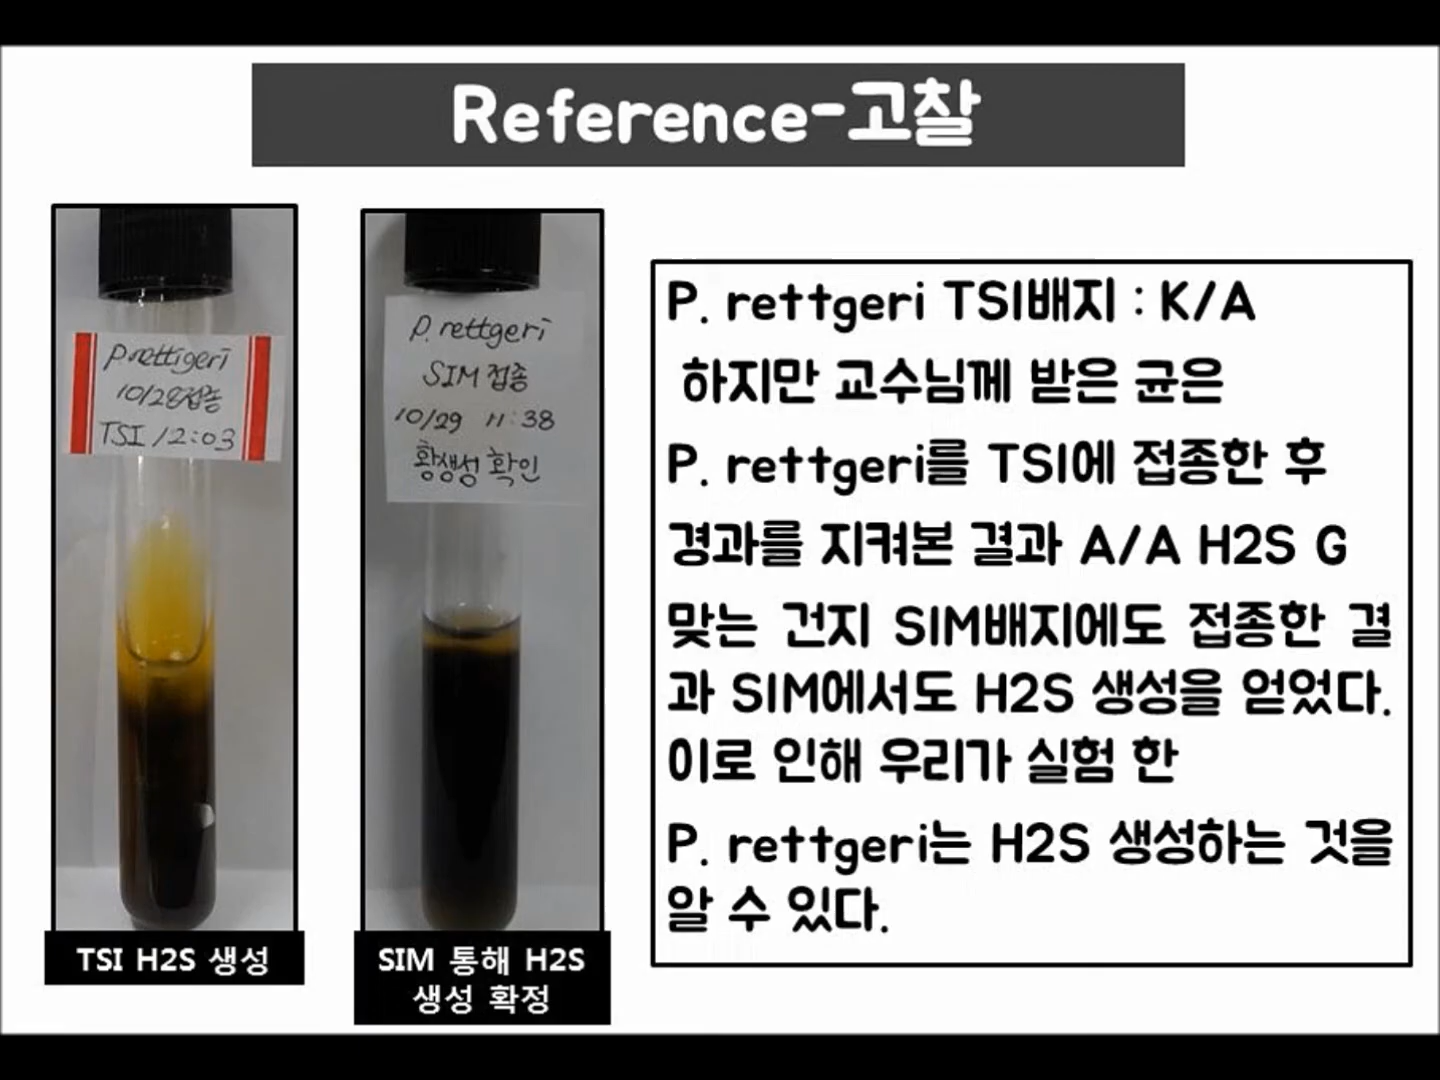 Reference-고찰
p.rettigeri
10/28접종
TSI 12:03
p.rettgeri
SIM 접종
10/29 11:38
황생성 확인
TSI H2S 생성
SIM 통해 H2S
생성 확정
P. rettgeri TSI배지 : K/A
하지만 교수님께 받은 균은
P. rettgeri를 TSI에 접종한 후
경과를 지켜본 결과 A/A H2S G
맞는 건지 SIM배지에도 접종한 결
과 SIM에서도 H2S 생성을 얻었다.
이로 인해 우리가 실험 한
P. rettgeri는 H2S 생성하는 것을
알 수 있다.